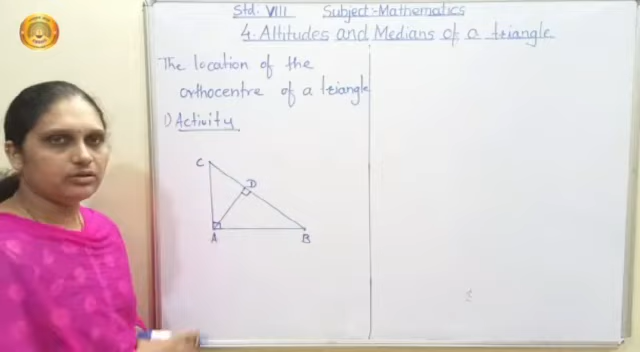 Std. VIII Subject:-Mathematics
4. Altitudes and Medians of a triangle
The location of the
orthocentre of a triangle
1) Activity
C
D
A
B